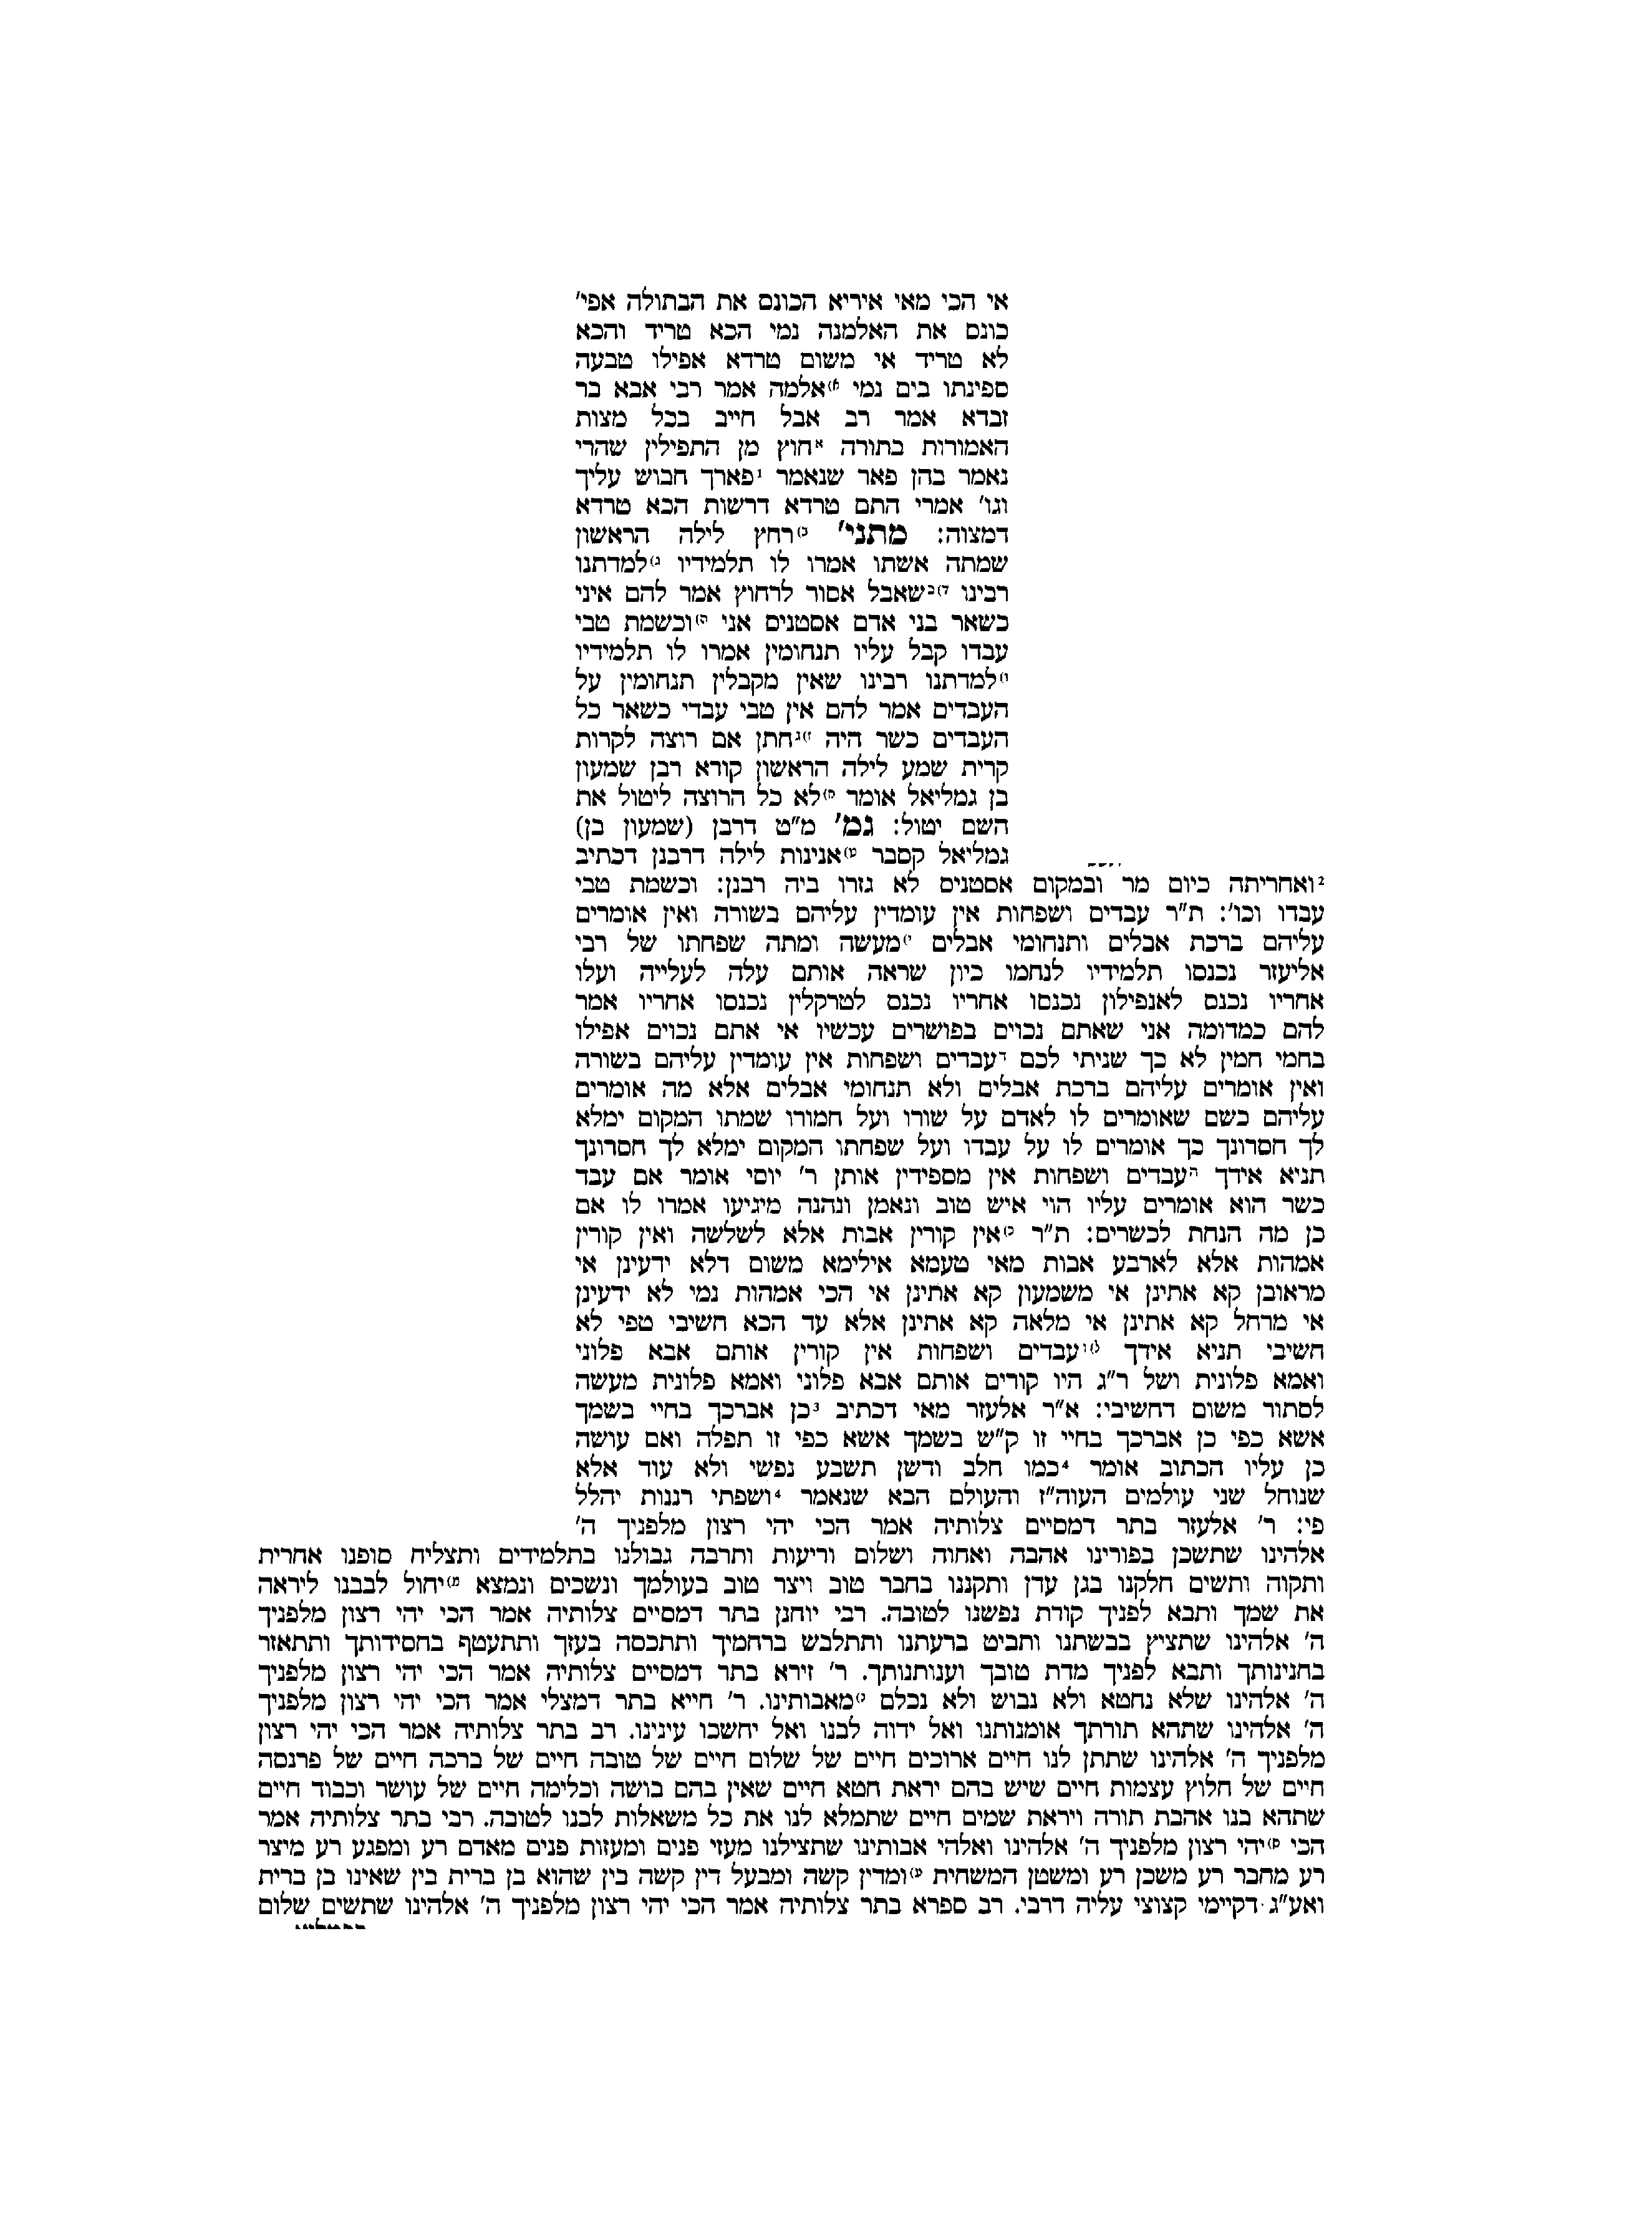 אי הכי מאי איריא הכונס את הבתולה אפי'
כונס את האלמנה נמי הכא טריד והכא
לא טריד אי משום טרדא אפילו טבעה
ספינתו בים נמי א)אלמה אמר רבי אבא בר
זבדא אמר רב אבל חייב בכל מצות
האמורות בתורה אחוץ מן התפילין שהרי
נאמר בהן פאר שנאמר 1פארך חבוש עליך
וגו' אמרי התם טרדא דרשות הכא טרדא
דמצוה: מתני' ב)רחץ לילה הראשון
שמתה אשתו אמרו לו תלמידיו ג)למדתנו
רבינו ד)בשאבל אסור לרחוץ אמר להם איני
כשאר בני אדם אסטניס אני ה)וכשמת טבי
עבדו קבל עליו תנחומין אמרו לו תלמידיו
ו)למדתנו רבינו שאין מקבלין תנחומין על
העבדים אמר להם אין טבי עבדי כשאר כל
העבדים כשר היה ז)גחתן אם רוצה לקרות
קרית שמע לילה הראשון קורא רבן שמעון
בן גמליאל אומר ח)לא כל הרוצה ליטול את
השם יטול: גמ' מ"ט דרבן (שמעון בן)
גמליאל קסבר ט)אנינות לילה דרבנן דכתיב
2ואחריתה כיום מר ובמקום אסטניס לא גזרו ביה רבנן: וכשמת טבי
עבדו וכו': ת"ר עבדים ושפחות אין עומדין עליהם בשורה ואין אומרים
עליהם ברכת אבלים ותנחומי אבלים י)מעשה ומתה שפחתו של רבי
אליעזר נכנסו תלמידיו לנחמו כיון שראה אותם עלה לעלייה ועלו
אחריו נכנס לאנפילון נכנסו אחריו נכנס לטרקלין נכנסו אחריו אמר
להם כמדומה אני שאתם נכוים בפושרים עכשיו אי אתם נכוים אפילו
בחמי חמין לא כך שניתי לכם דעבדים ושפחות אין עומדין עליהם בשורה
ואין אומרים עליהם ברכת אבלים ולא תנחומי אבלים אלא מה אומרים
עליהם כשם שאומרים לו לאדם על שורו ועל חמורו שמתו המקום ימלא
לך חסרונך כך אומרים לו על עבדו ועל שפחתו המקום ימלא לך חסרונך
תניא אידך העבדים ושפחות אין מספידין אותן ר' יוסי אומר אם עבד
כשר הוא אומרים עליו הוי איש טוב ונאמן ונהנה מיגיעו אמרו לו אם
כן מה הנחת לכשרים: ת"ר כ)אין קורין אבות אלא לשלשה ואין קורין
אמהות אלא לארבע אבות מאי טעמא אילימא משום דלא ידעינן אי
מראובן קא אתינן אי משמעון קא אתינן אי הכי אמהות נמי לא ידעינן
אי מרחל קא אתינן אי מלאה קא אתינן אלא עד הכא חשיבי טפי לא
חשיבי תניא אידך ל)ועבדים ושפחות אין קורין אותם אבא פלוני
ואמא פלונית ושל ר"ג היו קורים אותם אבא פלוני ואמא פלונית מעשה
לסתור משום דחשיבי: א"ר אלעזר מאי דכתיב 3כן אברכך בחיי בשמך
אשא כפי כן אברכך בחיי זו ק"ש בשמך אשא כפי זו תפלה ואם עושה
כן עליו הכתוב אומר 4כמו חלב ודשן תשבע נפשי ולא עוד אלא
שנוחל שני עולמים העוה"ז והעולם הבא שנאמר 4ושפתי רננות יהלל
פי: ר' אלעזר בתר דמסיים צלותיה אמר הכי יהי רצון מלפניך ה'
אלהינו שתשכן בפורינו אהבה ואחוה ושלום וריעות ותרבה גבולנו בתלמידים ותצליח סופנו אחרית
ותקוה ותשים חלקנו בגן עדן ותקננו בחבר טוב ויצר טוב בעולמך ונשכים ונמצא מ)יחול לבבנו ליראה
את שמך ותבא לפניך קורת נפשנו לטובה. רבי יוחנן בתר דמסיים צלותיה אמר הכי יהי רצון מלפניך
ה' אלהינו שתציץ בבשתנו ותביט ברעתנו ותתלבש ברחמיך ותתכסה בעזך ותתעטף בחסידותך ותתאזר
בחנינותך ותבא לפניך מדת טובך וענותנותך. ר' זירא בתר דמסיים צלותיה אמר הכי יהי רצון מלפניך
ה' אלהינו שלא נחטא ולא נבוש ולא נכלם נ)מאבותינו. ר' חייא בתר דמצלי אמר הכי יהי רצון מלפניך
ה' אלהינו שתהא תורתך אומנותנו ואל ידוה לבנו ואל יחשכו עינינו. רב בתר צלותיה אמר הכי יהי רצון
מלפניך ה' אלהינו שתתן לנו חיים ארוכים חיים של שלום חיים של טובה חיים של ברכה חיים של פרנסה
חיים של חלוץ עצמות חיים שיש בהם יראת חטא חיים שאין בהם בושה וכלימה חיים של עושר וכבוד חיים
שתהא בנו אהבת תורה ויראת שמים חיים שתמלא לנו את כל משאלות לבנו לטובה. רבי בתר צלותיה אמר
הכי ס)יהי רצון מלפניך ה' אלהינו ואלהי אבותינו שתצילנו מעזי פנים ומעזות פנים מאדם רע ומפגע רע מיצר
רע מחבר רע משכן רע ומשטן המשחית ע)ומדין קשה ומבעל דין קשה בין שהוא בן ברית בין שאינו בן ברית
ואע"ג דקיימי קצוצי עליה דרבי. רב ספרא בתר צלותיה אמר הכי יהי רצון מלפניך ה' אלהינו שתשים שלום